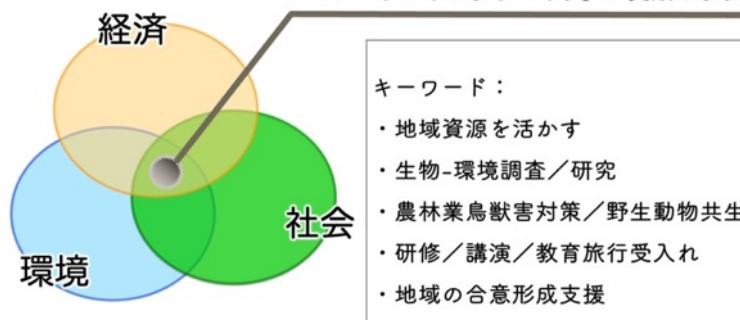 経済
社会
環境
キーワード：
・地域資源を活かす
・生物-環境調査／研究
・農林業鳥獣害対策／野生動物共生
・研修／講演／教育旅行受入れ
・地域の合意形成支援